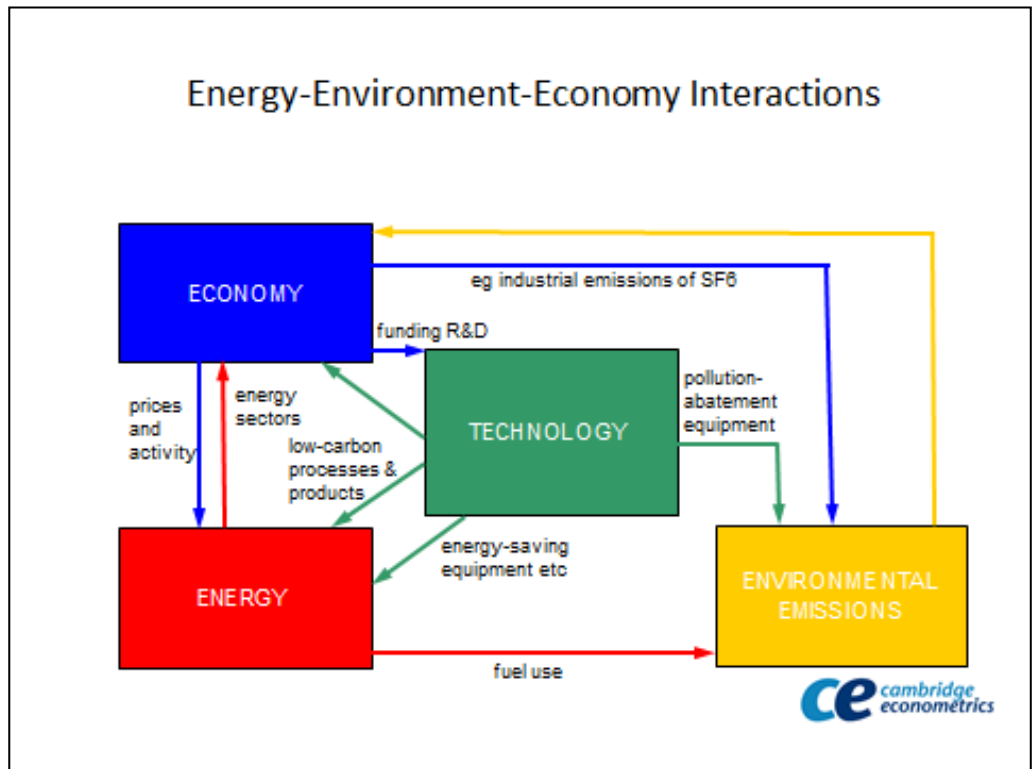 Energy-Environment-Economy Interactions
ECONOMY
eg industrial emissions of SF6
funding R&D
prices
and
activity
energy
sectors
low-carbon
processes &
products
TECHNOLOGY
pollution-
abatement
equipment
energy-saving
equipment etc
ENERGY
ENVIRONMENTAL
EMISSIONS
fuel use
ce cambridge
econometrics